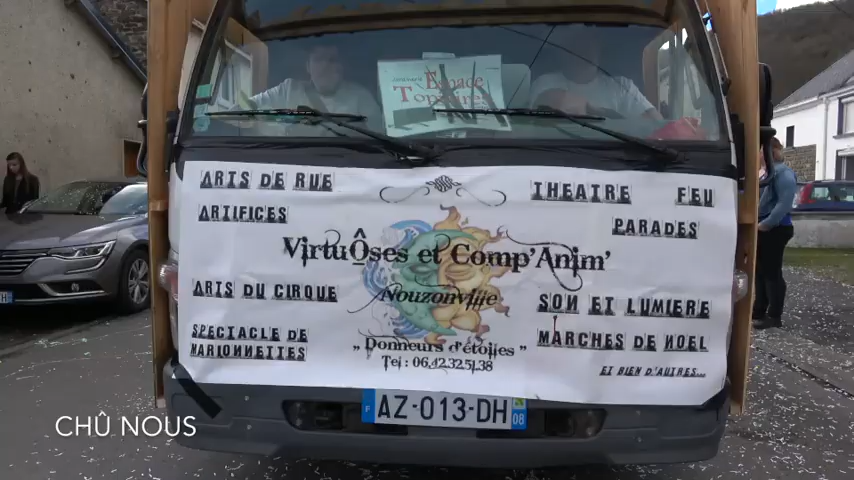 Espace
ARTS DE RUE
THEATRE FEU
ARTIFICES
PARADES
VirtuÔses et Comp'Anim'
ARTS DU CIRQUE
Nouzonville
SON ET LUMIERE
SPECTACLE DE
MARIONNETTES
„ Donneurs d'étoiles "
MARCHES DE NOEL
Tel : 06.42.32.51.38
ET BIEN D'AUTRES...
F AZ-013-DH 08
CHÛ NOUS